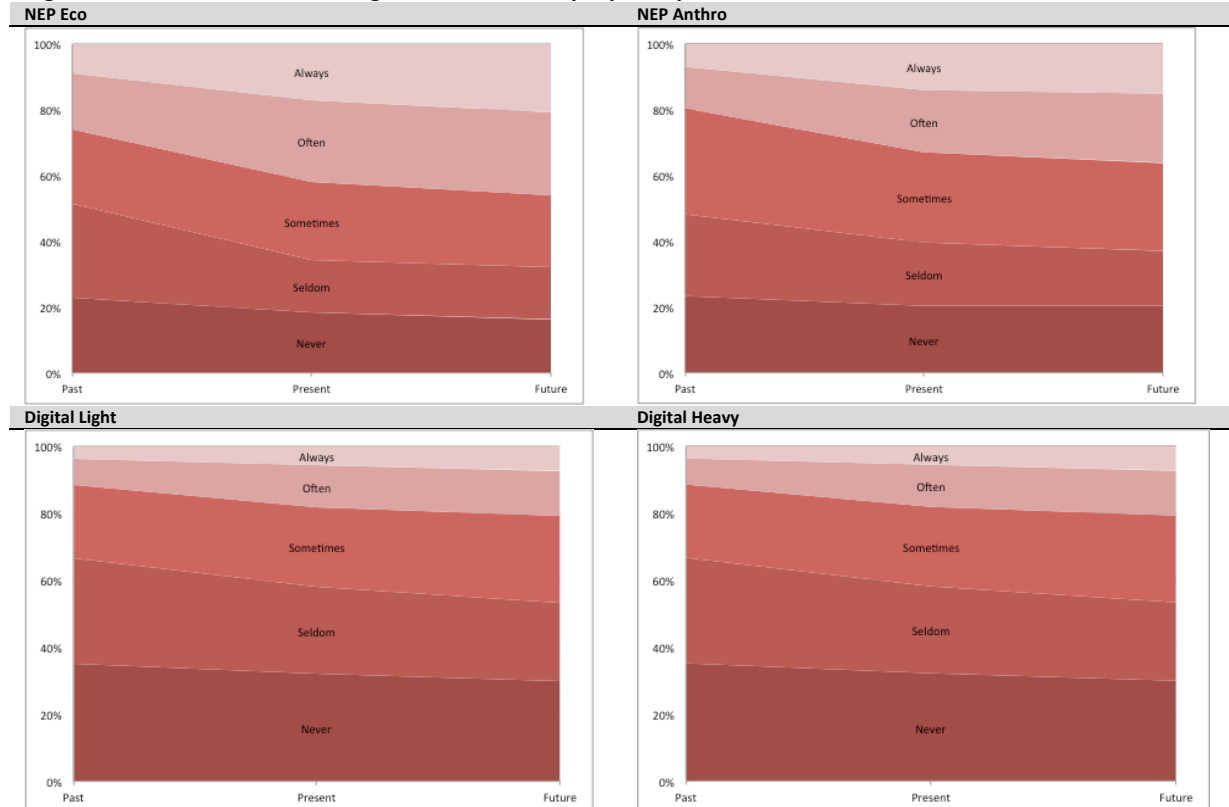 NEP Eco
NEP Anthro
100%
80%
60%
40%
20%
0%
Always
Often
Sometimes
Seldom
Never
Past
Present
Future
100%
80%
60%
40%
20%
0%
Always
Often
Sometimes
Seldom
Never
Past
Present
Future
Digital Light
Digital Heavy
100%
80%
60%
40%
20%
0%
Always
Often
Sometimes
Seldom
Never
Past
Present
Future
100%
80%
60%
40%
20%
0%
Always
Often
Sometimes
Seldom
Never
Past
Present
Future